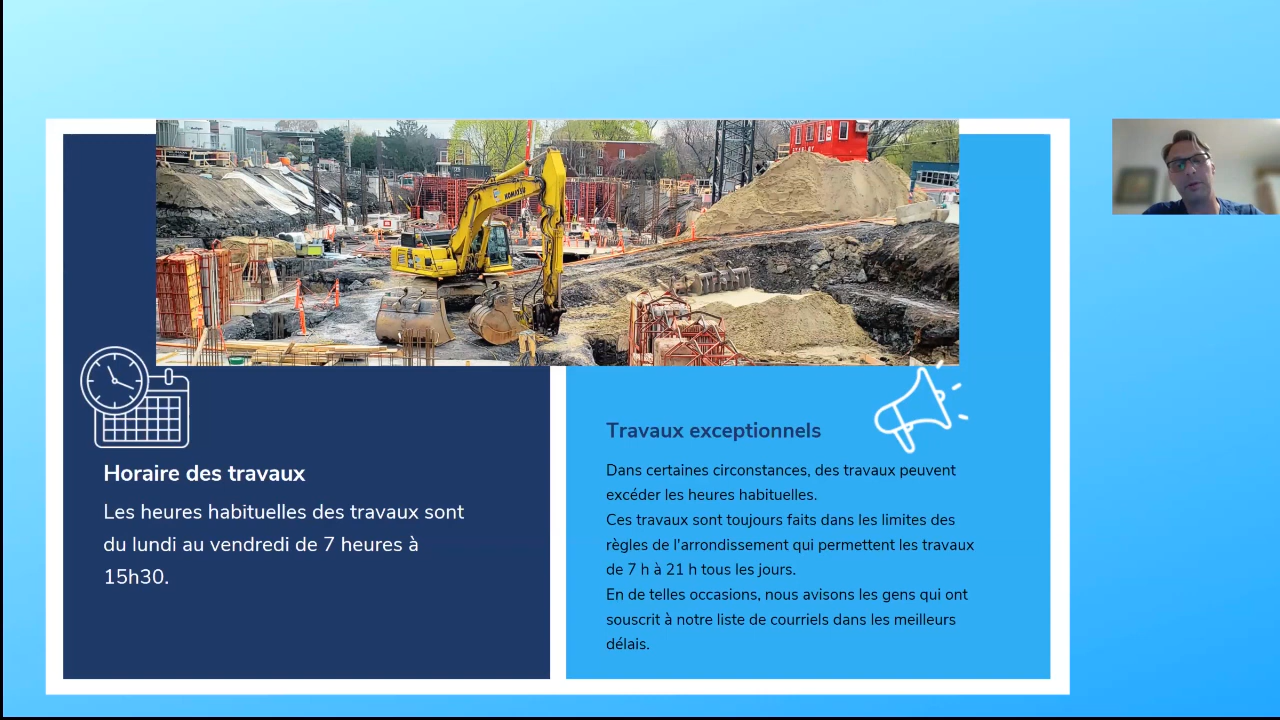 KOMATSU
Horaire des travaux
Les heures habituelles des travaux sont
du lundi au vendredi de 7 heures à
15h30.
Travaux exceptionnels
Dans certaines circonstances, des travaux peuvent
excéder les heures habituelles.
Ces travaux sont toujours faits dans les limites des
règles de l'arrondissement qui permettent les travaux
de 7 h à 21 h tous les jours.
En de telles occasions, nous avisons les gens qui ont
souscrit à notre liste de courriels dans les meilleurs
délais.